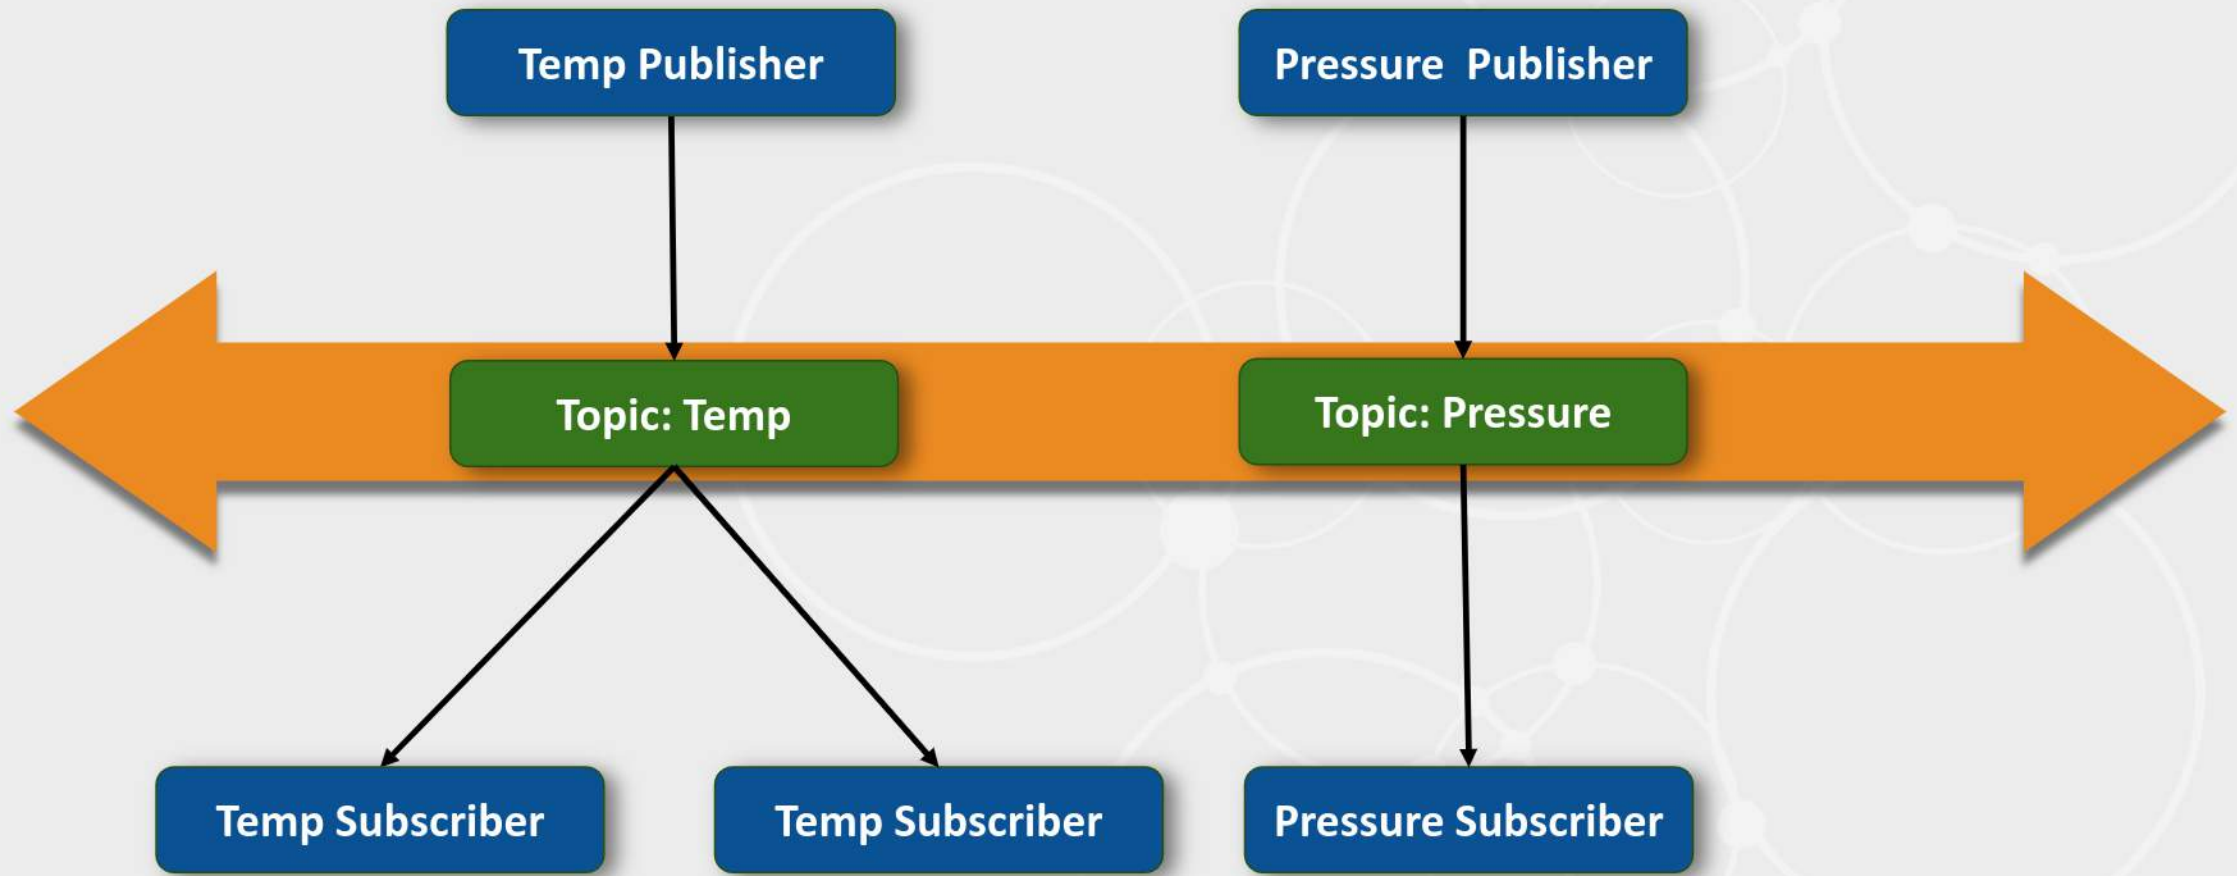 Temp Publisher
Pressure Publisher
Topic: Temp
Topic: Pressure
Temp Subscriber
Temp Subscriber
Pressure Subscriber